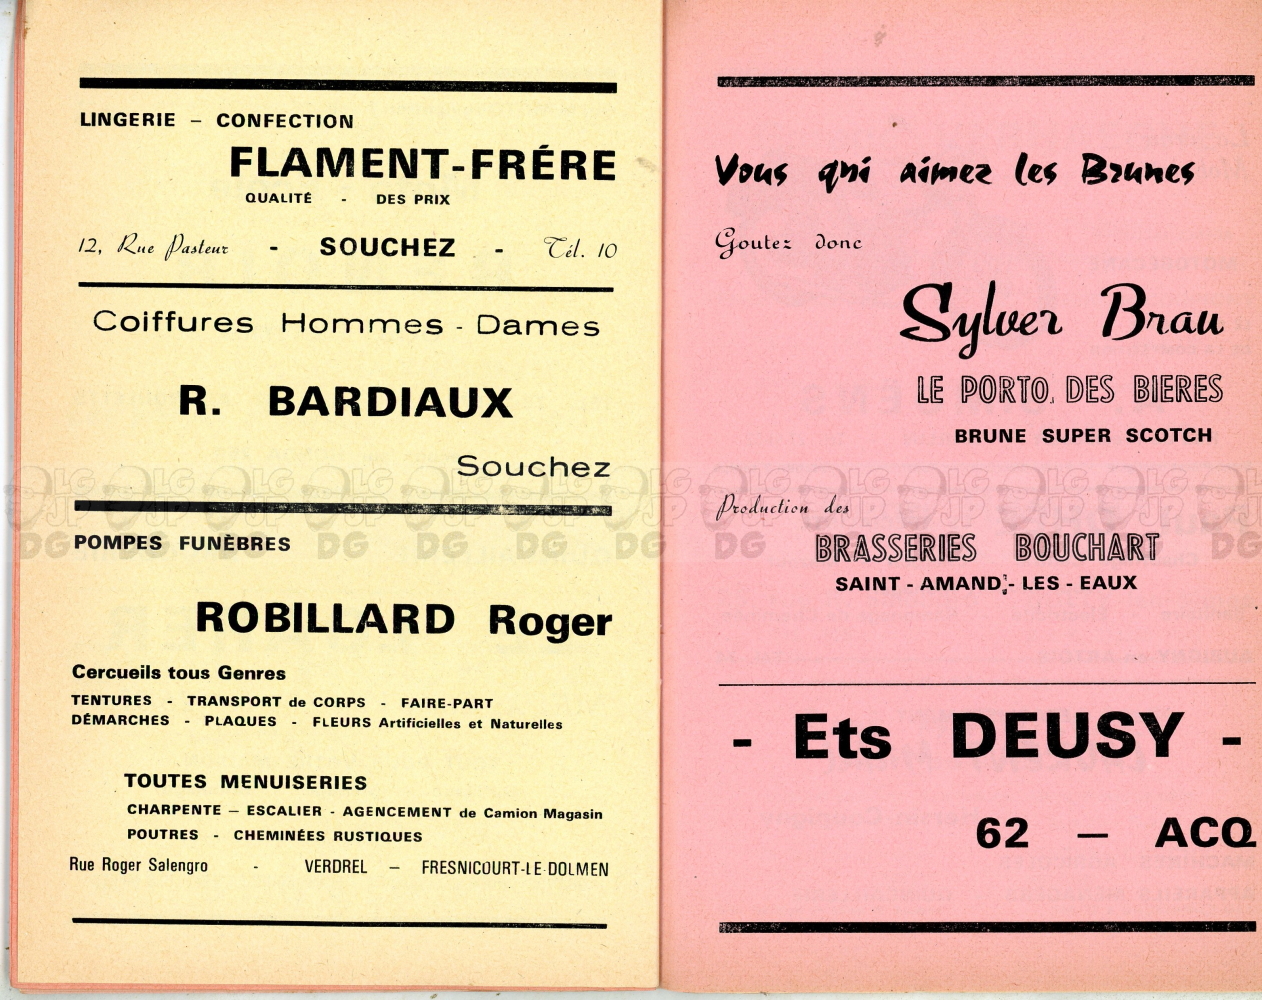 LINGERIE – CONFECTION
FLAMENT-FRÉRE
QUALITÉ - DES PRIX
12, Rue Pasteur - SOUCHEZ - Tél. 10
Coiffures Hommes - Dames
R. BARDIAUX
Souchez
POMPES FUNÈBRES
ROBILLARD Roger
Cercueils tous Genres
TENTURES - TRANSPORT de CORPS - FAIRE-PART
DÉMARCHES - PLAQUES - FLEURS Artificielles et Naturelles
TOUTES MENUISERIES
CHARPENTE – ESCALIER - AGENCEMENT de Camion Magasin
POUTRES - CHEMINÉES RUSTIQUES
Rue Roger Salengro - VERDREL – FRESNICOURT-LE-DOLMEN
Vous qui aimez les Brunes
Goutez donc
Sylver Brau
LE PORTO DES BIERES
BRUNE SUPER SCOTCH
Production des
BRASSERIES BOUCHART
SAINT - AMAND - LES - EAUX
- Ets DEUSY -
62 — ACQ
LG JP DG